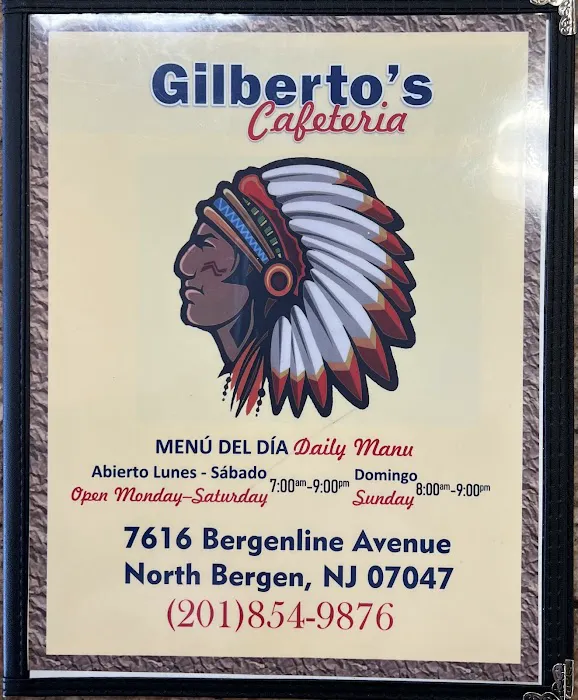 Gilberto's
Cafeteria
MENÚ DEL DÍA Daily Manu
Abierto Lunes - Sábado 7:00am-9:00pm Domingo 8:00am-9:00pm
Open Monday-Saturday Sunday
7616 Bergenline Avenue
North Bergen, NJ 07047
(201)854-9876